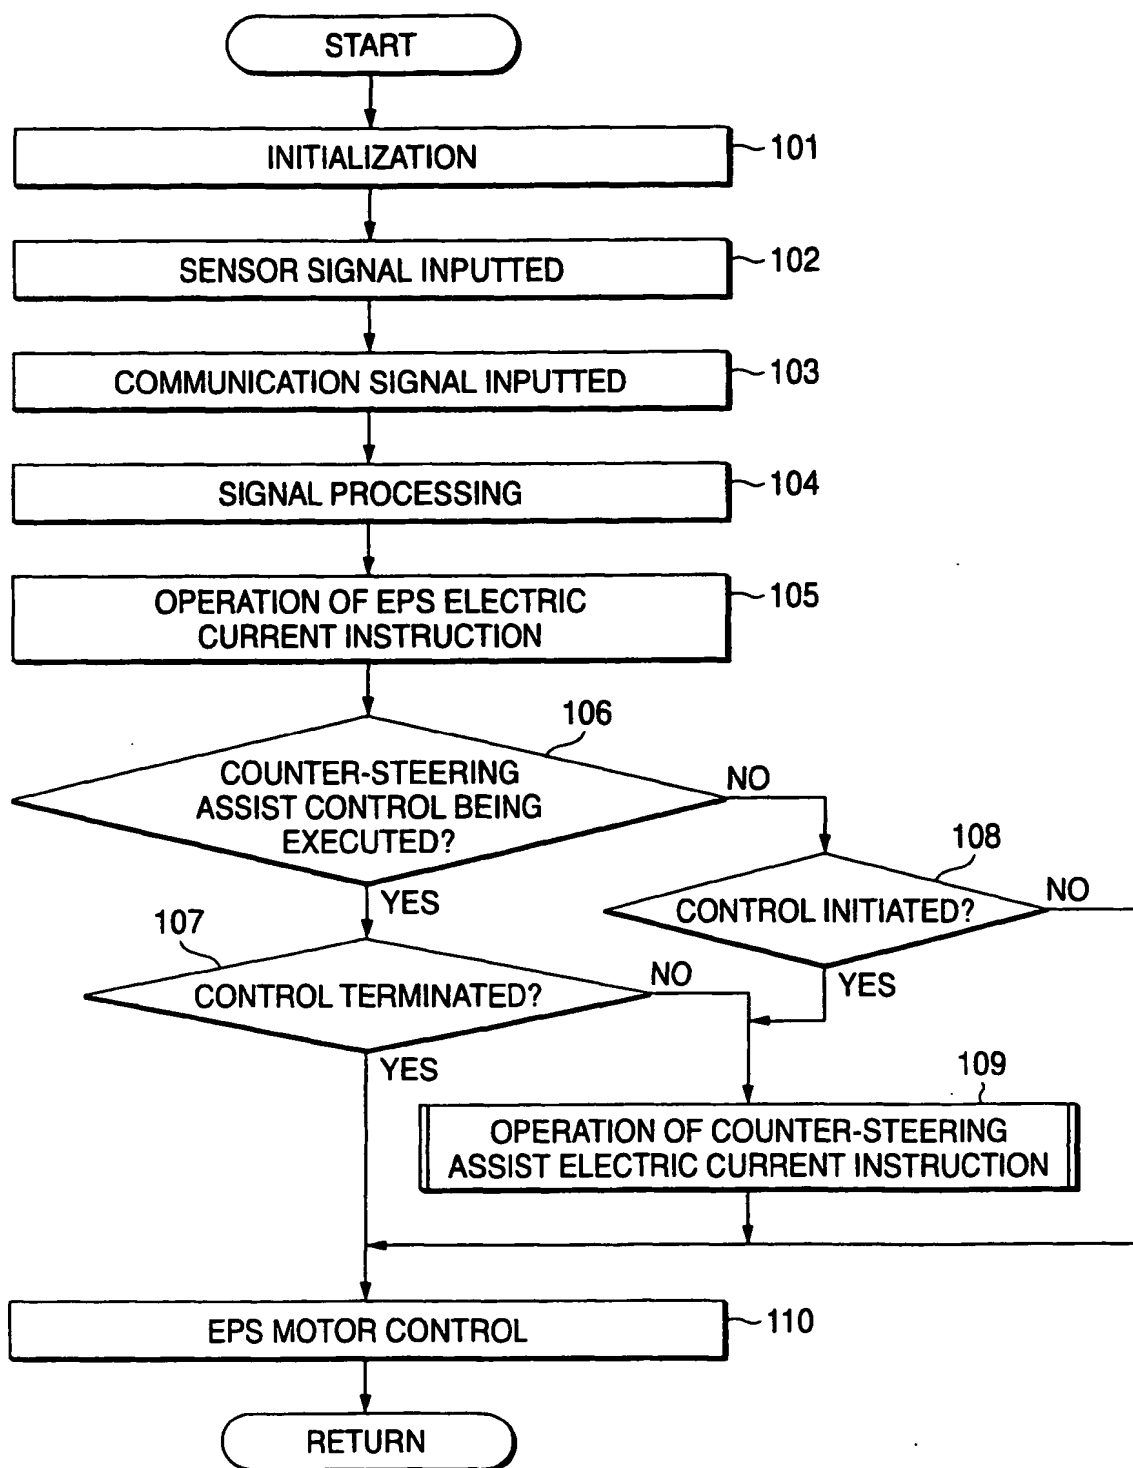 START
INITIALIZATION
101
SENSOR SIGNAL INPUTTED
102
COMMUNICATION SIGNAL INPUTTED
103
SIGNAL PROCESSING
104
OPERATION OF EPS ELECTRIC
CURRENT INSTRUCTION
105
106
COUNTER-STEERING
ASSIST CONTROL BEING
EXECUTED?
NO
YES
108
CONTROL INITIATED?
NO
YES
107
CONTROL TERMINATED?
NO
YES
109
OPERATION OF COUNTER-STEERING
ASSIST ELECTRIC CURRENT INSTRUCTION
EPS MOTOR CONTROL
110
RETURN